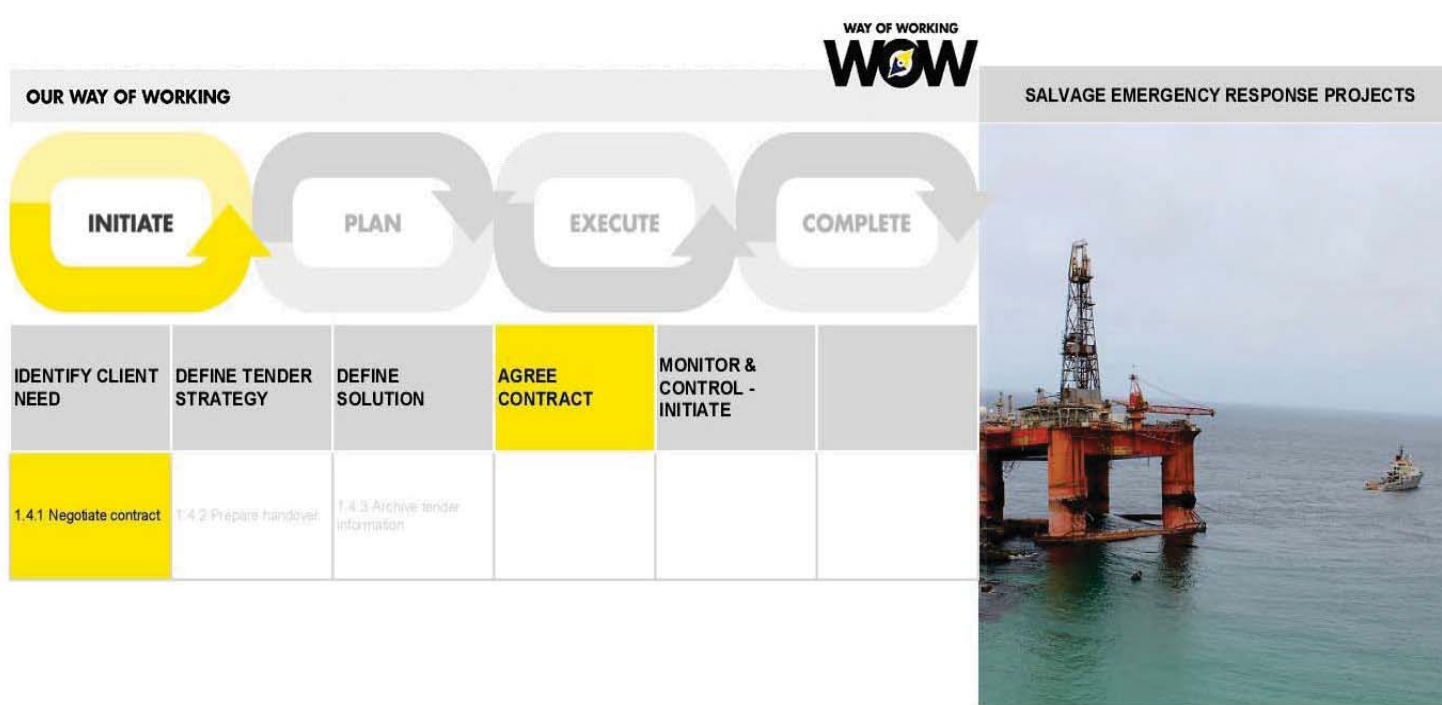 WAY OF WORKING
WOW
OUR WAY OF WORKING
SALVAGE EMERGENCY RESPONSE PROJECTS
INITIATE
PLAN
EXECUTE
COMPLETE
IDENTIFY CLIENT
NEED
DEFINE TENDER
STRATEGY
DEFINE
SOLUTION
AGREE
CONTRACT
MONITOR &
CONTROL -
INITIATE
1.4.1 Negotiate contract
1.4.2 Prepare handover
1.4.3 Archive tender
information